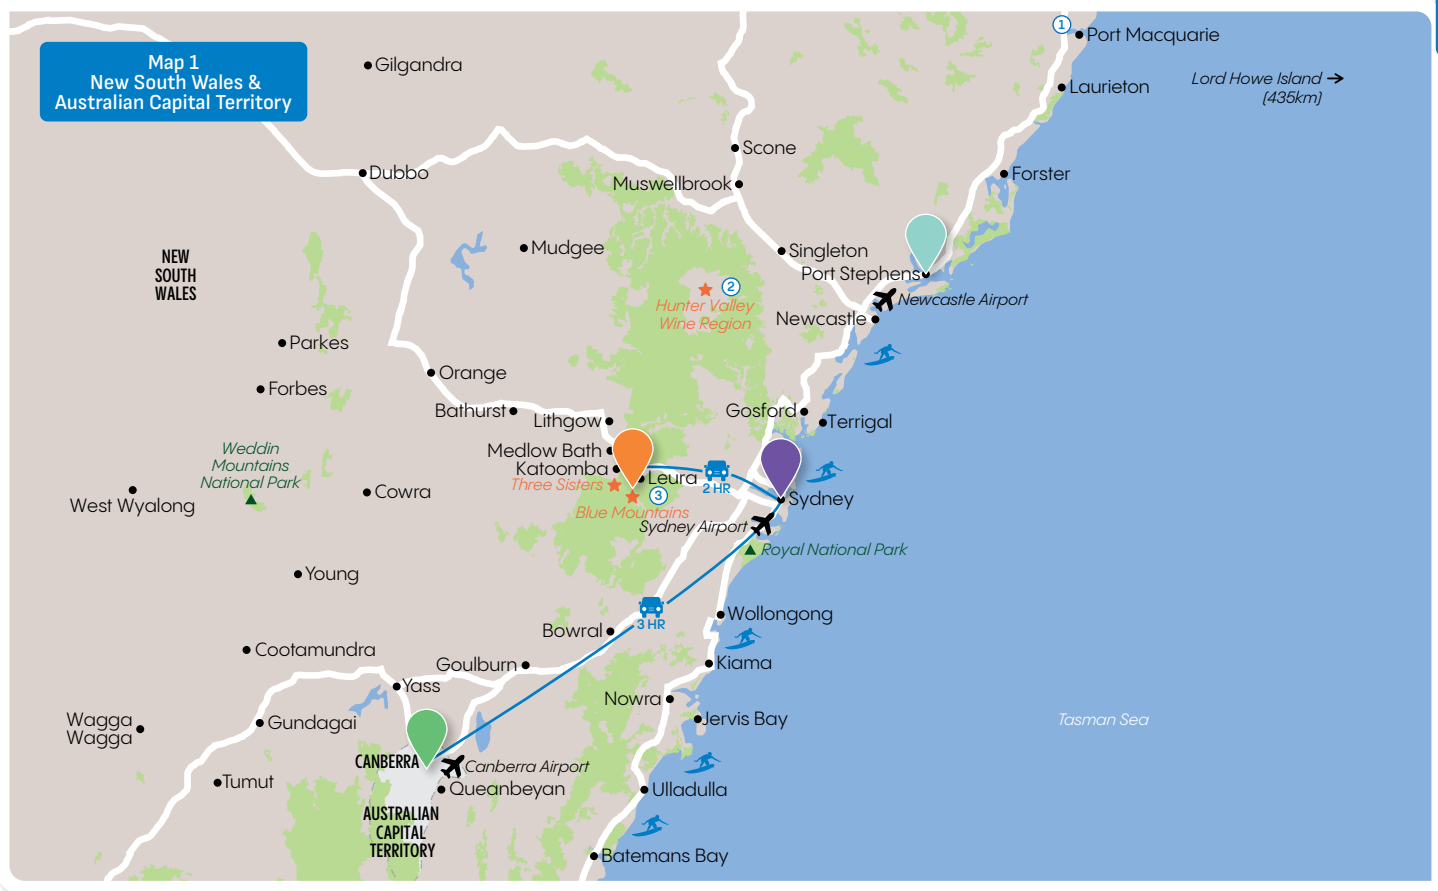 Map 1
New South Wales &
Australian Capital Territory
1
Port Macquarie
Gilgandra
Lord Howe Island
(435km)
Laurieton
Scone
Dubbo
Forster
Muswellbrook
Mudgee
Singleton
NEW
SOUTH
WALES
Port Stephens
2
Hunter Valley
Wine Region
Newcastle Airport
Newcastle
Parkes
Orange
Forbes
Bathurst
Gosford
Lithgow
Terrigal
Weddin
Mountains
National Park
Medlow Bath
Katoomba
Leura
Three Sisters
2 HR
3
Blue Mountains
Cowra
West Wyalong
Sydney
Sydney Airport
Royal National Park
Young
Wollongong
3 HR
Bowral
Cootamundra
Goulburn
Kiama
Yass
Nowra
Wagga
Wagga
Gundagai
Jervis Bay
Tasman Sea
CANBERRA
Canberra Airport
Tumut
Queanbeyan
Ulladulla
AUSTRALIAN
CAPITAL
TERRITORY
Batemans Bay